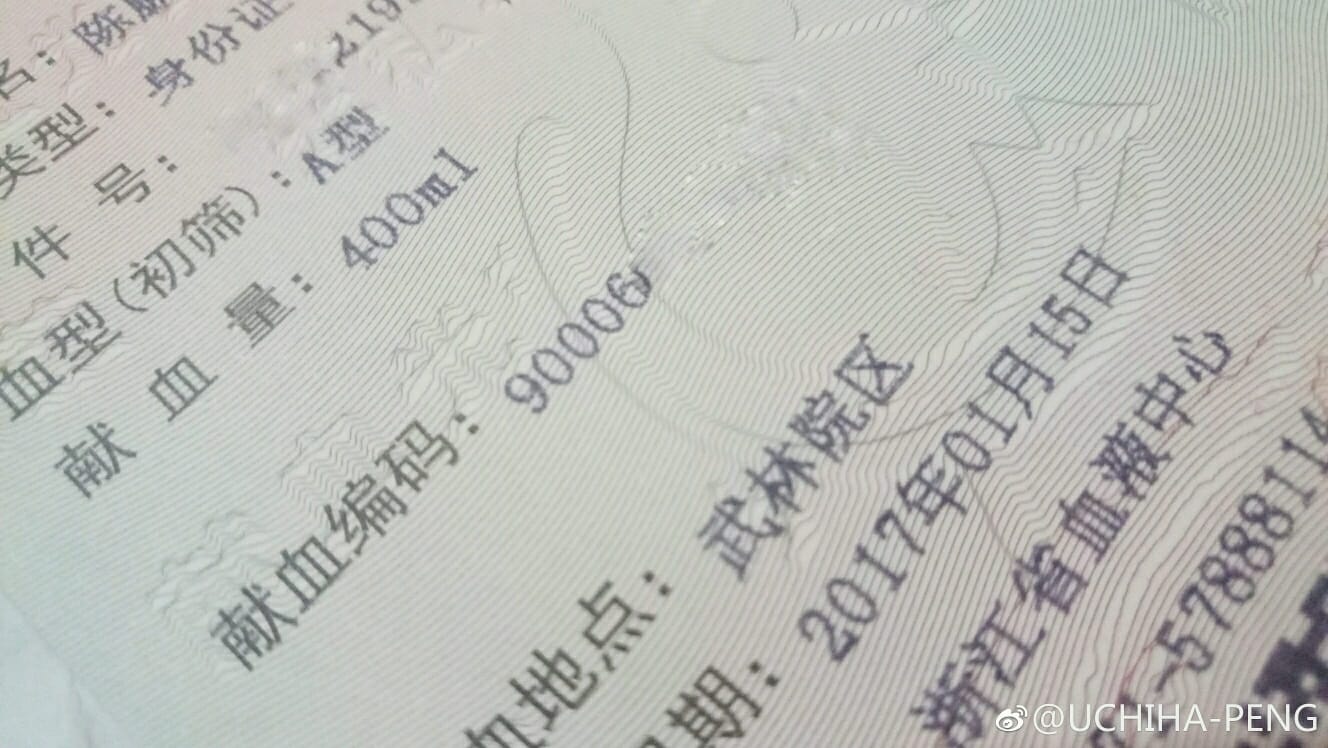 名：陈
类型：身份证
件 号：
血型(初筛)：A型
献 血 量：400ml
献血编码：90006
血地点：武林院区
日期：2017年01月15日
浙江省血液中心
-57888114
@UCHIHA-PENG